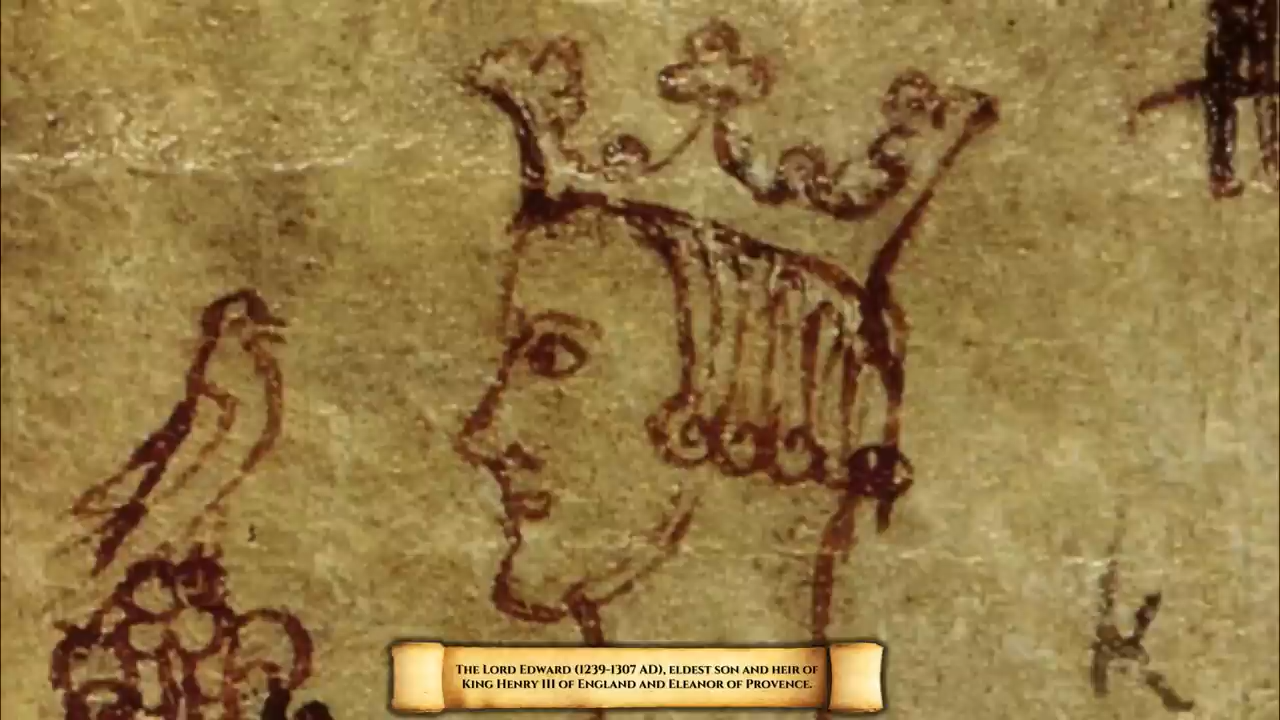 K
The Lord Edward (1239-1307 AD), eldest son and heir of
King Henry III of England and Eleanor of Provence.